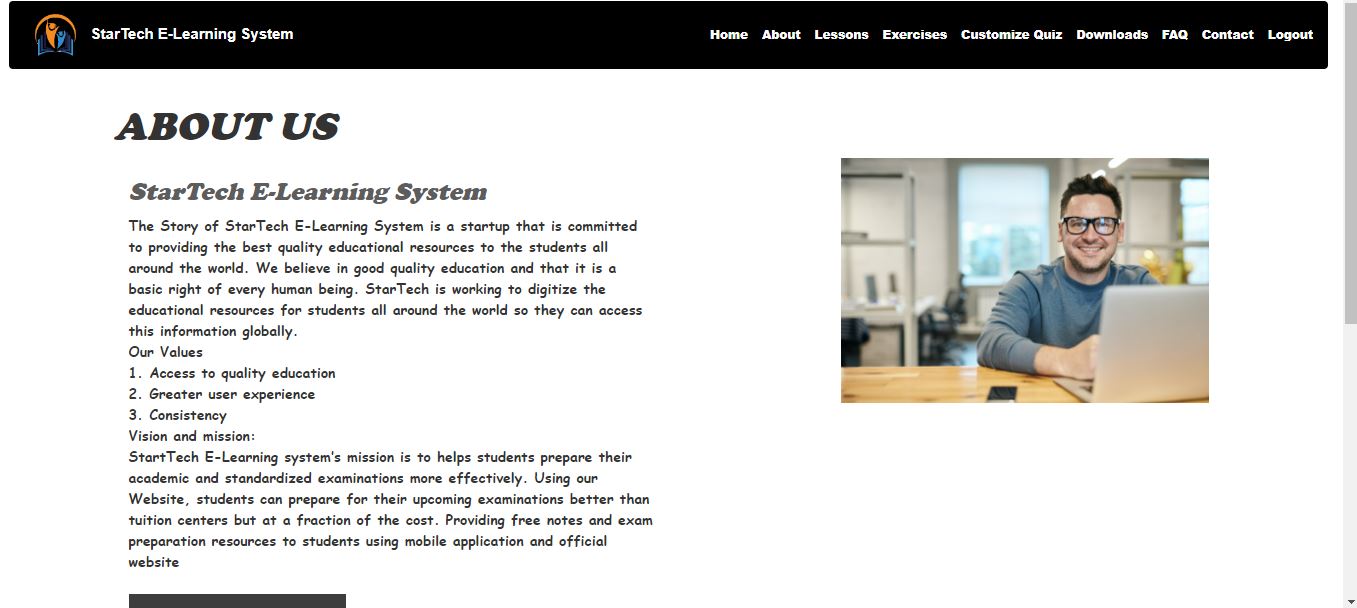 StarTech E-Learning System
Home About Lessons Exercises Customize Quiz Downloads FAQ Contact Logout
ABOUT US
StarTech E-Learning System
The Story of StarTech E-Learning System is a startup that is committed
to providing the best quality educational resources to the students all
around the world. We believe in good quality education and that it is a
basic right of every human being. StarTech is working to digitize the
educational resources for students all around the world so they can access
this information globally.
Our Values
1. Access to quality education
2. Greater user experience
3. Consistency
Vision and mission:
StartTech E-Learning system's mission is to helps students prepare their
academic and standardized examinations more effectively. Using our
Website, students can prepare for their upcoming examinations better than
tuition centers but at a fraction of the cost. Providing free notes and exam
preparation resources to students using mobile application and official
website